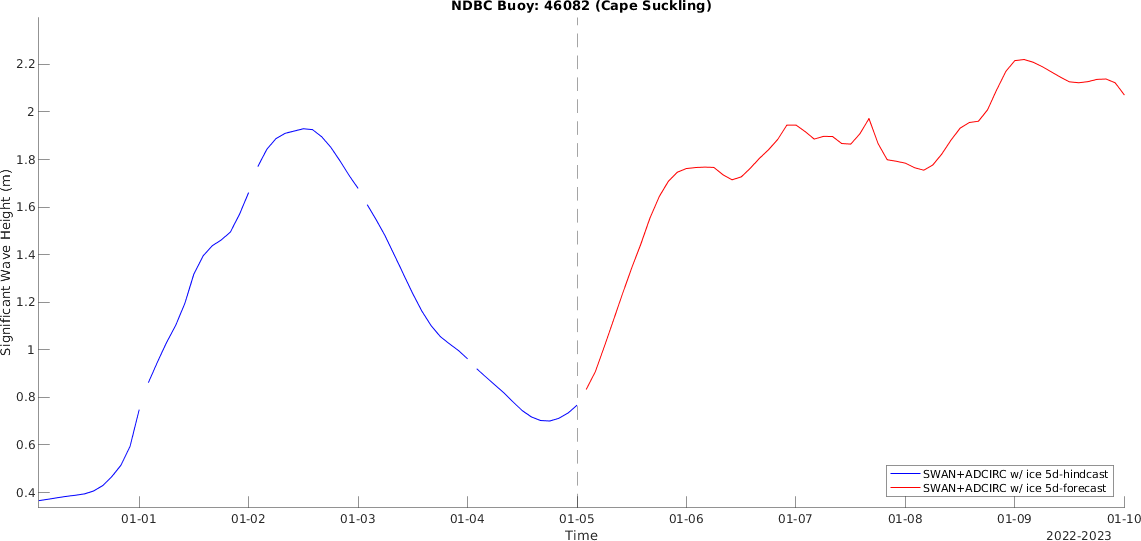 NDBC Buoy: 46082 (Cape Suckling)
2.2
2
1.8
1.6
1.4
1.2
1
0.8
0.6
0.4
Significant Wave Height (m)
SWAN+ADCIRC w/ ice 5d-hindcast
SWAN+ADCIRC w/ ice 5d-forecast
01-01 01-02 01-03 01-04 01-05 01-06 01-07 01-08 01-09 01-10
Time
2022-2023